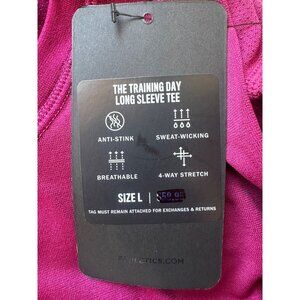 THE TRAINING DAY
LONG SLEEVE TEE
ANTI-STINK
SWEAT-WICKING
BREATHABLE
4-WAY STRETCH
SIZE L |
TAG MUST REMAIN ATTACHED FOR EXCHANGES & RETURNS